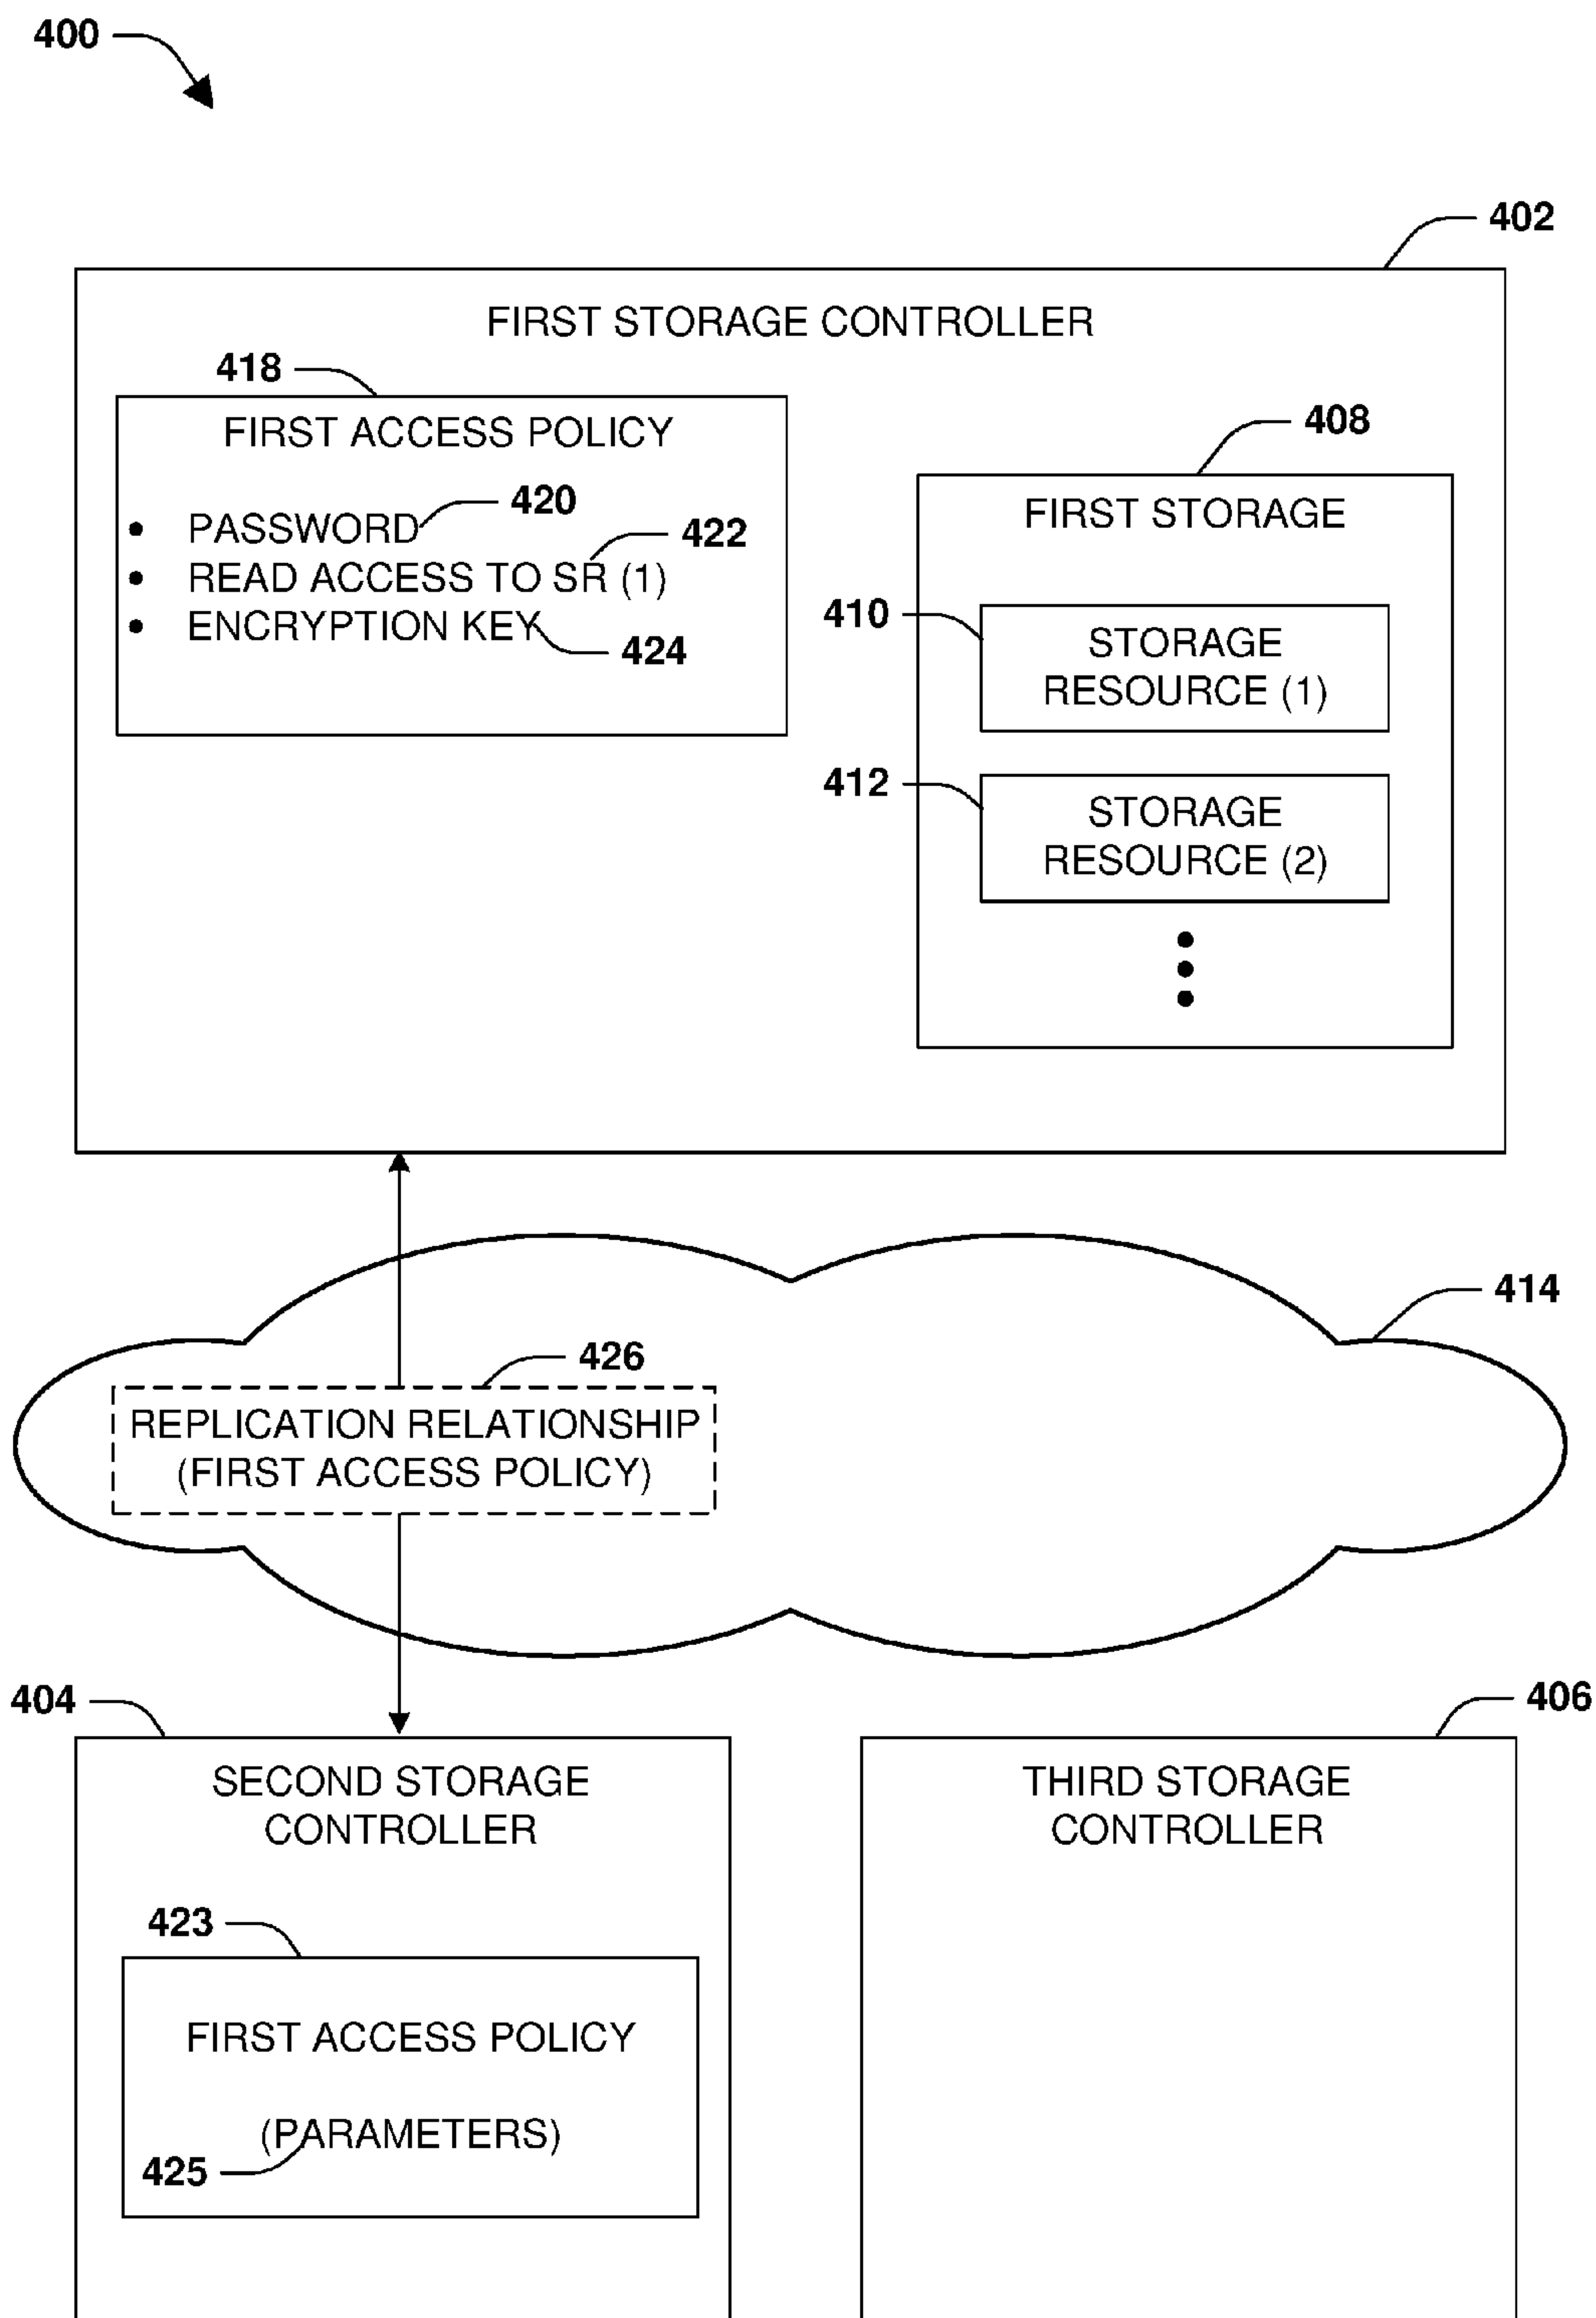 400
402
FIRST STORAGE CONTROLLER
418
FIRST ACCESS POLICY
408
420
• PASSWORD
422
• READ ACCESS TO SR (1)
• ENCRYPTION KEY
424
FIRST STORAGE
410
STORAGE
RESOURCE (1)
412
STORAGE
RESOURCE (2)
414
426
REPLICATION RELATIONSHIP
(FIRST ACCESS POLICY)
404
SECOND STORAGE
CONTROLLER
423
FIRST ACCESS POLICY
(PARAMETERS)
425
406
THIRD STORAGE
CONTROLLER